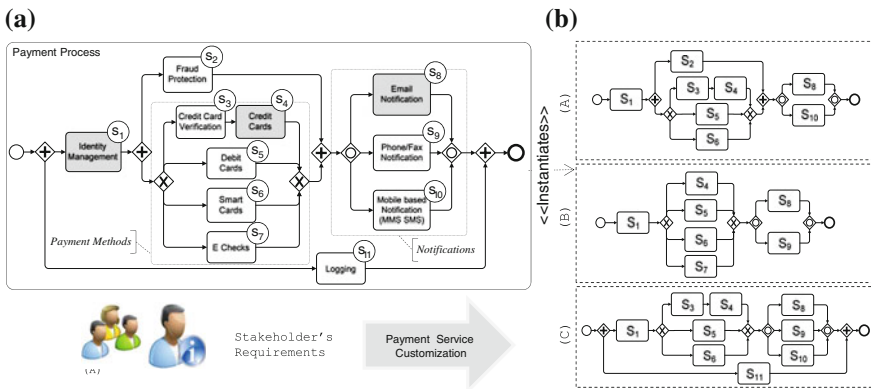 (a)
Payment Process
S2
Fraud
Protection
S3
S4
Credit Card
Verification
Credit
Cards
S1
Identity
Management
S5
Debit
Cards
S6
Smart
Cards
S7
E Checks
Payment Methods
S8
Email
Notification
S9
Phone/Fax
Notification
S10
Mobile based
Notification
(MMS SMS)
Notifications
S11
Logging
(A)
Stakeholder's
Requirements
Payment Service
Customization
<<Instantiates>>
(b)
(A)
S1
S2
S3
S4
S5
S6
S8
S10
(B)
S1
S4
S5
S6
S7
S8
S9
(C)
S1
S3
S4
S5
S6
S8
S9
S10
S11